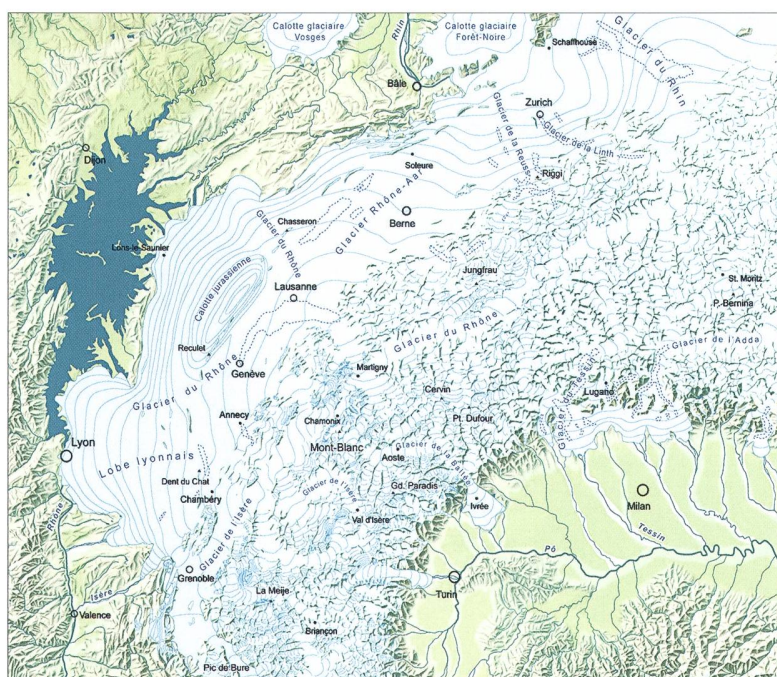 Calotte glaciaire
Vosges
Rhin
Calotte glaciaire
Forêt-Noire
Schaffhouse
Glacier du Rhin
Bâle
Zurich
Glacier de la Linth
Glacier de la Reuss
Dijon
Soleure
Riggi
Glacier Rhône-Aar
Chasseron
Berne
Glacier du Rhône
Lons-le-Saunier
Calotte jurassienne
Lausanne
Jungfrau
St. Moritz
P. Bernina
Reculet
Glacier du Rhône
Genève
Glacier du Rhône
Glacier de l'Adda
Martigny
Glacier du Tessin
Lugano
Cervin
Annecy
Chamonix
Pt. Dufour
Mont-Blanc
Lyon
Lobe lyonnais
Aoste
Glacier de la Baltée
Dent du Chat
Chambéry
Glacier de l'Isère
Gd. Paradis
Ivrée
Milan
Val d'Isère
Tessin
Rhône
Glacier de l'Isère
Pô
Grenoble
Turin
Isère
La Meije
Valence
Briançon
Pic de Bure